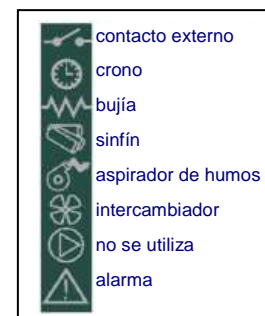 contacto externo
crono
bujía
sinfín
aspirador de humos
intercambiador
no se utiliza
alarma